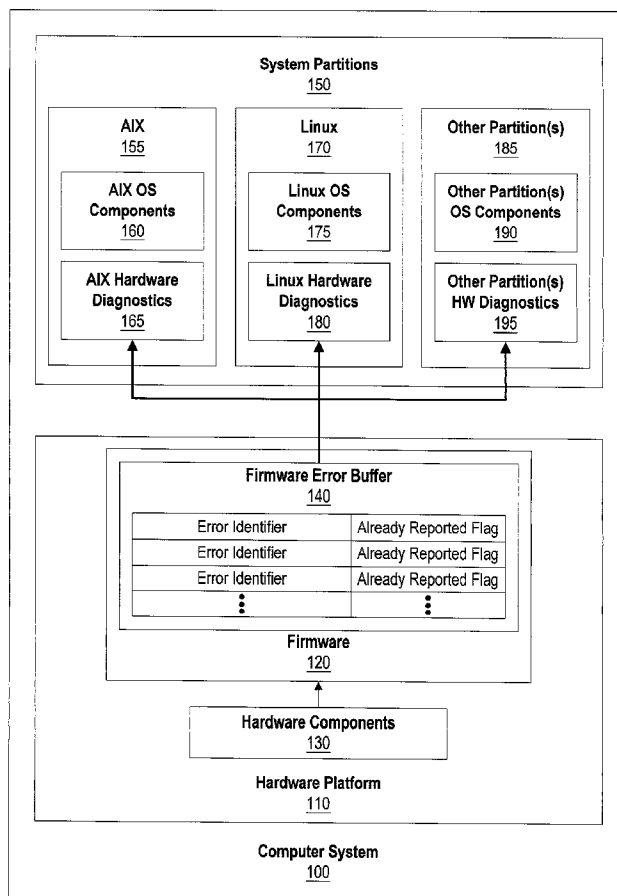 System Partitions
150
AIX
155
AIX OS
Components
160
AIX Hardware
Diagnostics
165
Linux
170
Linux OS
Components
175
Linux Hardware
Diagnostics
180
Other Partition(s)
185
Other Partition(s)
OS Components
190
Other Partition(s)
HW Diagnostics
195
Firmware Error Buffer
140
Error Identifier Already Reported Flag
Error Identifier Already Reported Flag
Error Identifier Already Reported Flag
Firmware
120
Hardware Components
130
Hardware Platform
110
Computer System
100